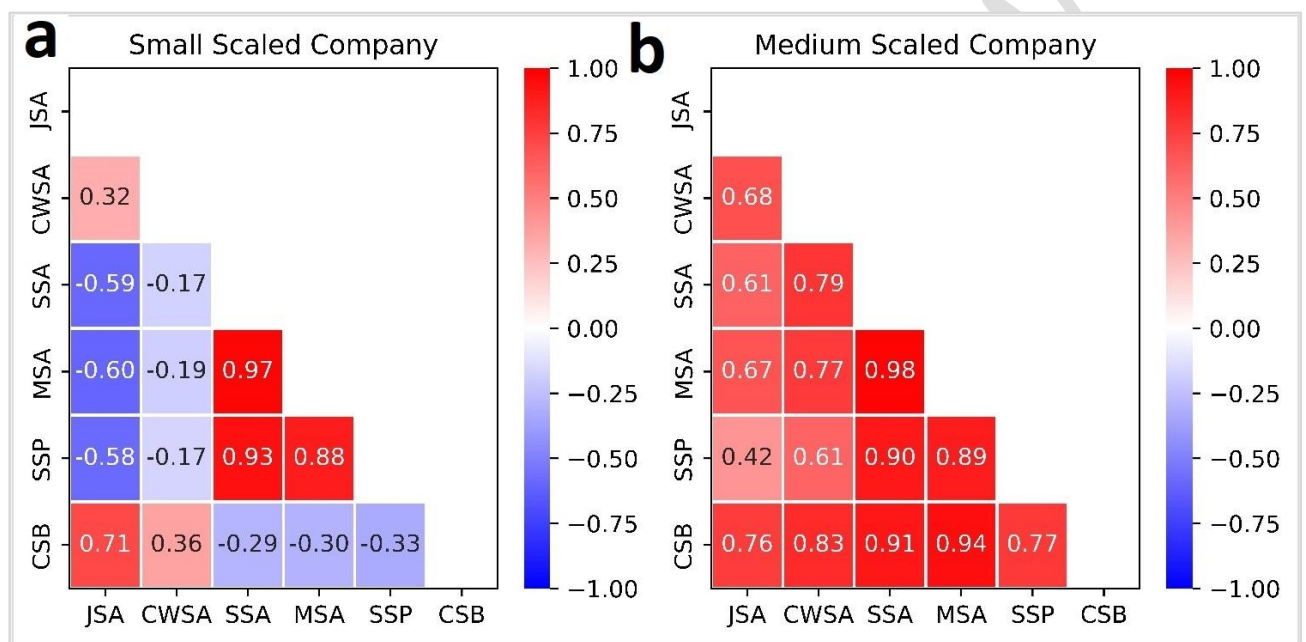 a
Small Scaled Company
JSA
CWSA
SSA
MSA
SSP
CSB
0.32
-0.59 -0.17
-0.60 -0.19 0.97
-0.58 -0.17 0.93 0.88
0.71 0.36 -0.29 -0.30 -0.33
JSA CWSA SSA MSA SSP CSB
1.00
0.75
0.50
0.25
0.00
−0.25
−0.50
−0.75
−1.00
b
Medium Scaled Company
JSA
CWSA
SSA
MSA
SSP
CSB
0.68
0.61 0.79
0.67 0.77 0.98
0.42 0.61 0.90 0.89
0.76 0.83 0.91 0.94 0.77
JSA CWSA SSA MSA SSP CSB
1.00
0.75
0.50
0.25
0.00
−0.25
−0.50
−0.75
−1.00